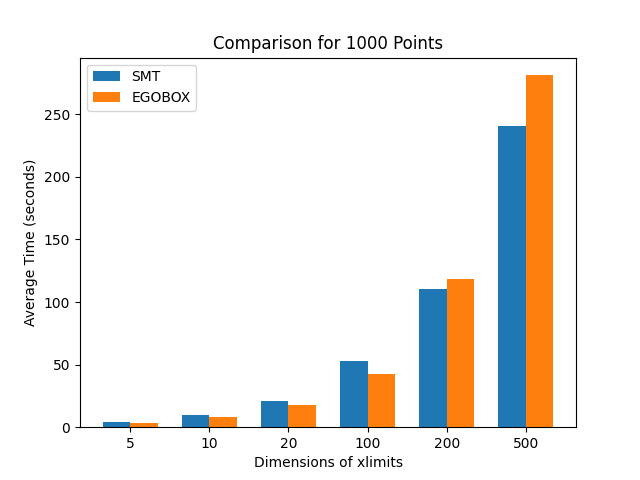 Comparison for 1000 Points
SMT
EGOBOX
Average Time (seconds)
250
200
150
100
50
0
5 10 20 100 200 500
Dimensions of xlimits